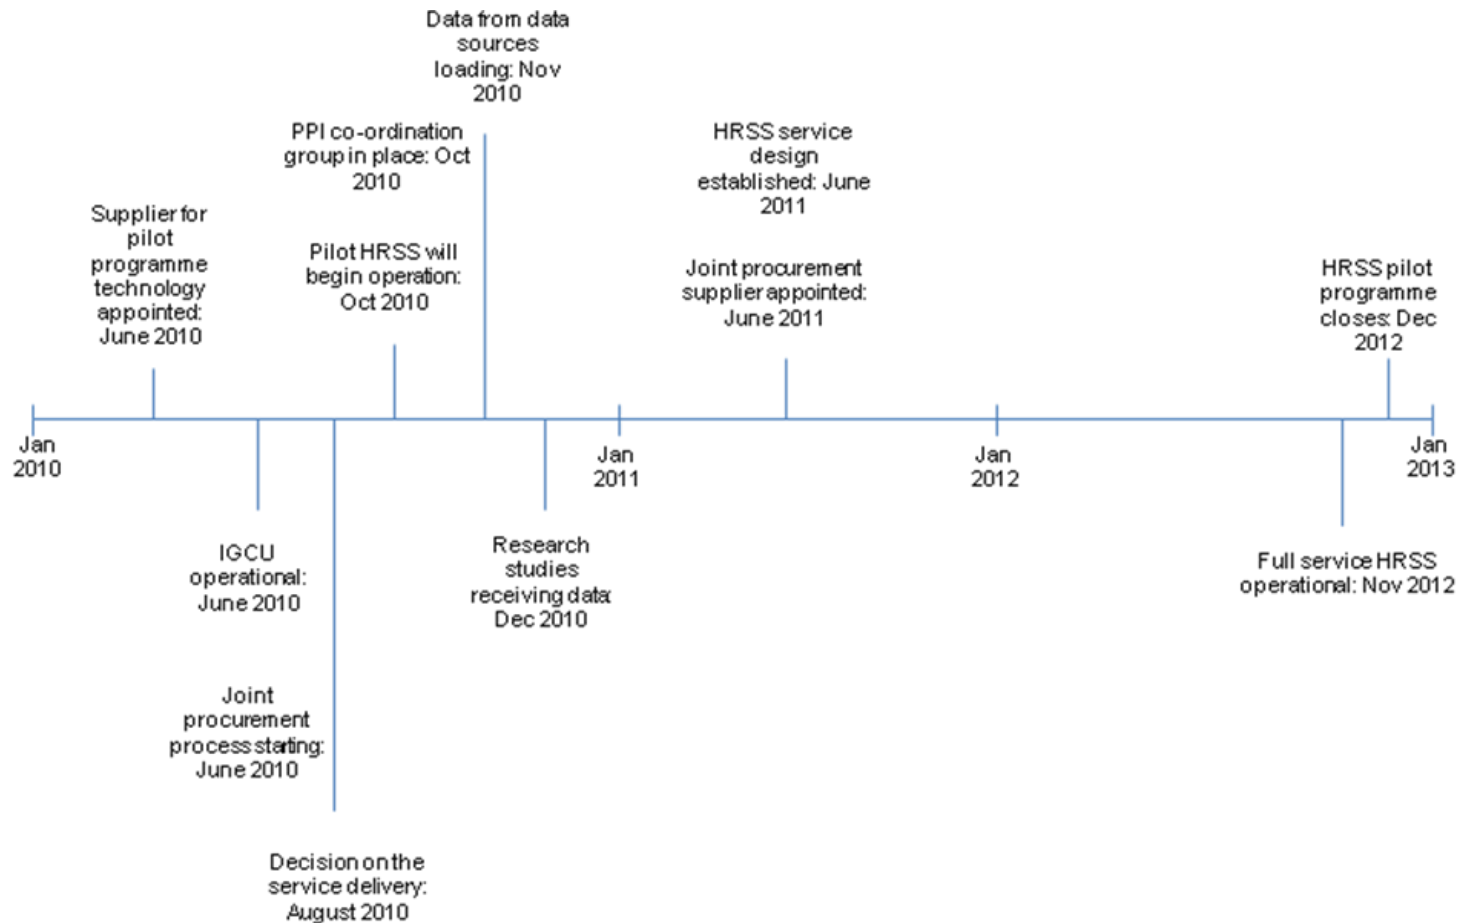 Data from data
sources
loading: Nov
2010
PPI co-ordination
group in place: Oct
2010
HRSS service
design
established: June
2011
Supplier for
pilot
programme
technology
appointed:
June 2010
Pilot HRSS will
begin operation:
Oct 2010
Joint procurement
supplier appointed:
June 2011
HRSS pilot
programme
closes: Dec
2012
Jan
2010
Jan
2011
Jan
2012
Jan
2013
IGCU
operational:
June 2010
Research
studies
receiving data:
Dec 2010
Full service HRSS
operational: Nov 2012
Joint
procurement
process starting:
June 2010
Decision on the
service delivery:
August 2010